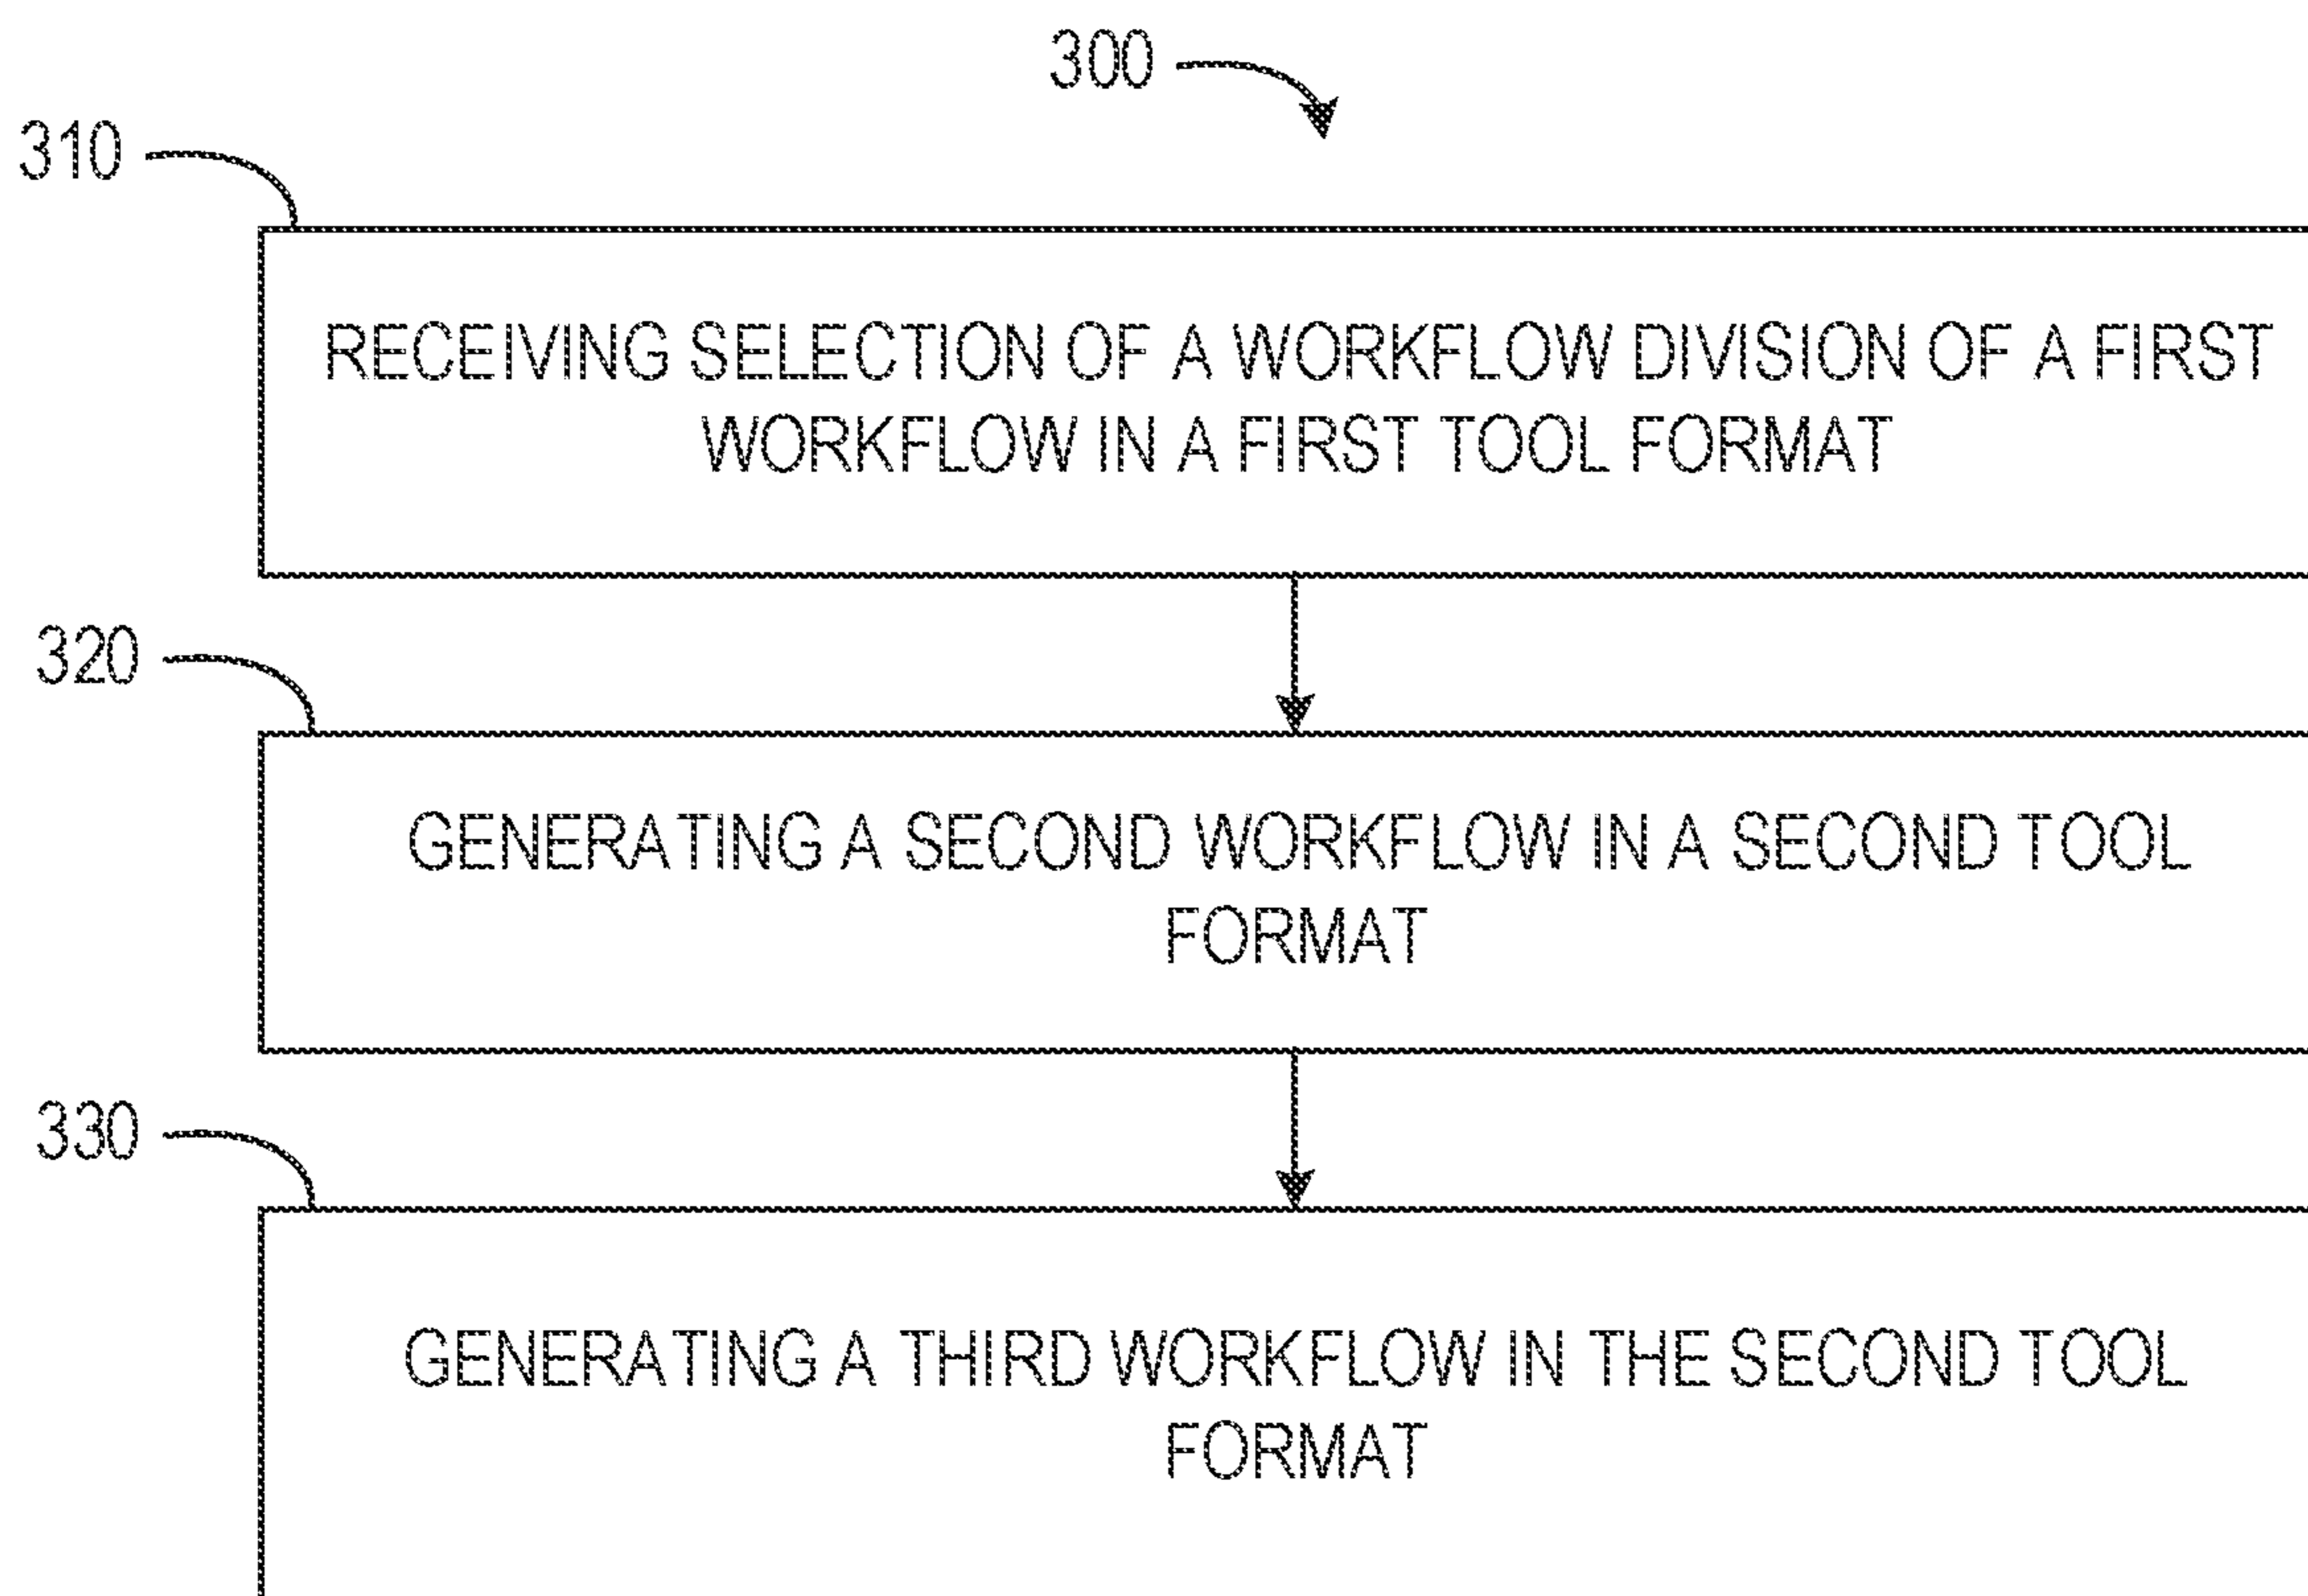 300
310
RECEIVING SELECTION OF A WORKFLOW DIVISION OF A FIRST
WORKFLOW IN A FIRST TOOL FORMAT
320
GENERATING A SECOND WORKFLOW IN A SECOND TOOL
FORMAT
330
GENERATING A THIRD WORKFLOW IN THE SECOND TOOL
FORMAT